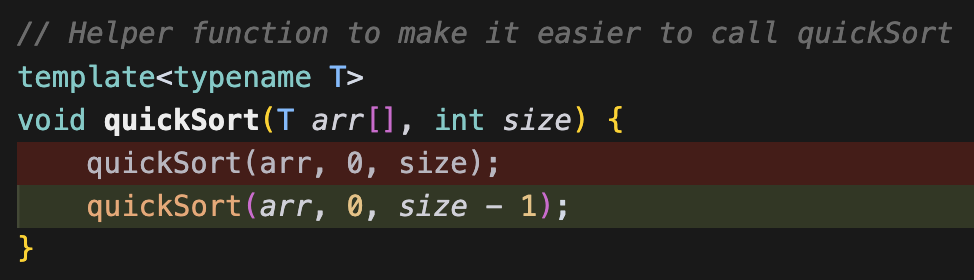 // Helper function to make it easier to call quickSort
template<typename T>
void quickSort(T arr[], int size) {
    quickSort(arr, 0, size);
    quickSort(arr, 0, size - 1);
}